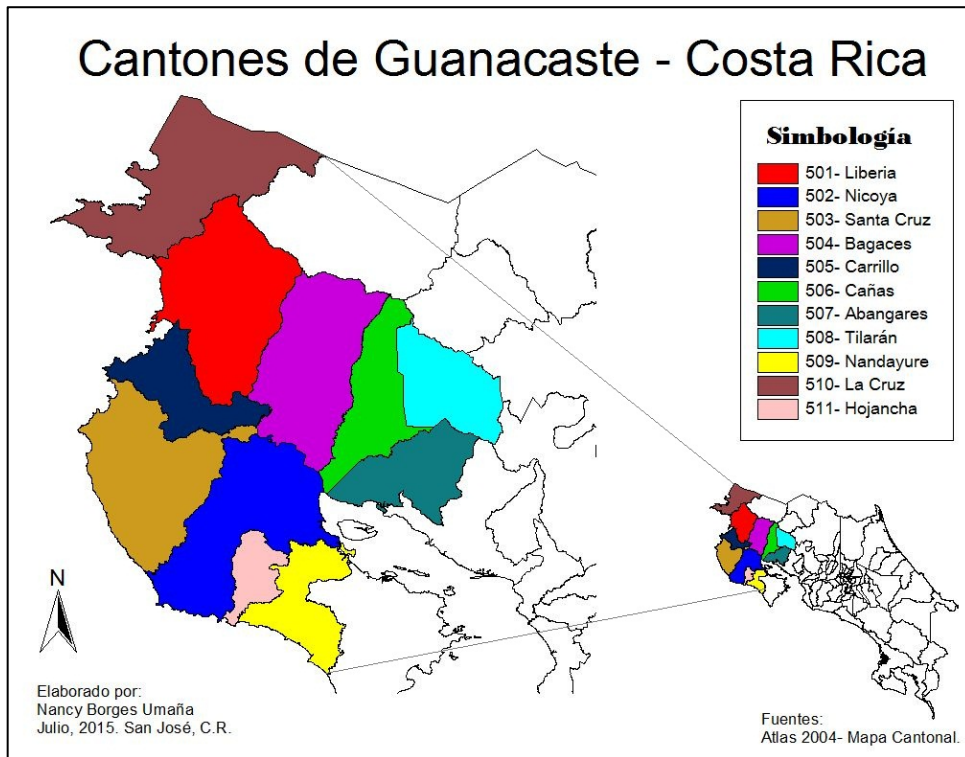 Cantones de Guanacaste - Costa Rica
Simbología
501- Liberia
502- Nicoya
503- Santa Cruz
504- Bagaces
505- Carrillo
506- Cañas
507- Abangares
508- Tilarán
509- Nandayure
510- La Cruz
511- Hojancha
N
Elaborado por:
Nancy Borges Umaña
Julio, 2015. San José, C.R.
Fuentes:
Atlas 2004- Mapa Cantonal.